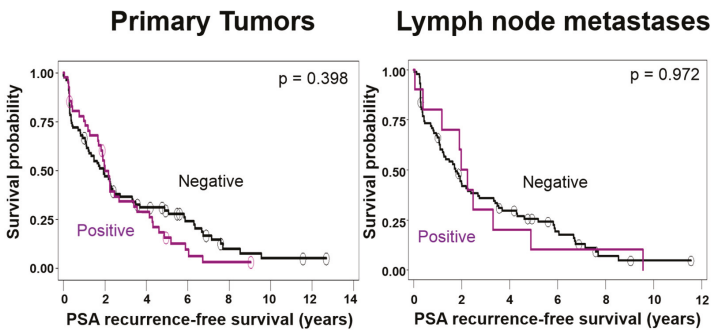 Primary Tumors
Lymph node metastases
Survival probability
1.00
0.75
0.50
0.25
0.00
p = 0.398
Negative
Positive
0 2 4 6 8 10 12 14
PSA recurrence-free survival (years)
Survival probability
1.00
0.75
0.50
0.25
0.00
p = 0.972
Negative
Positive
0 2 4 6 8 10 12
PSA recurrence-free survival (years)